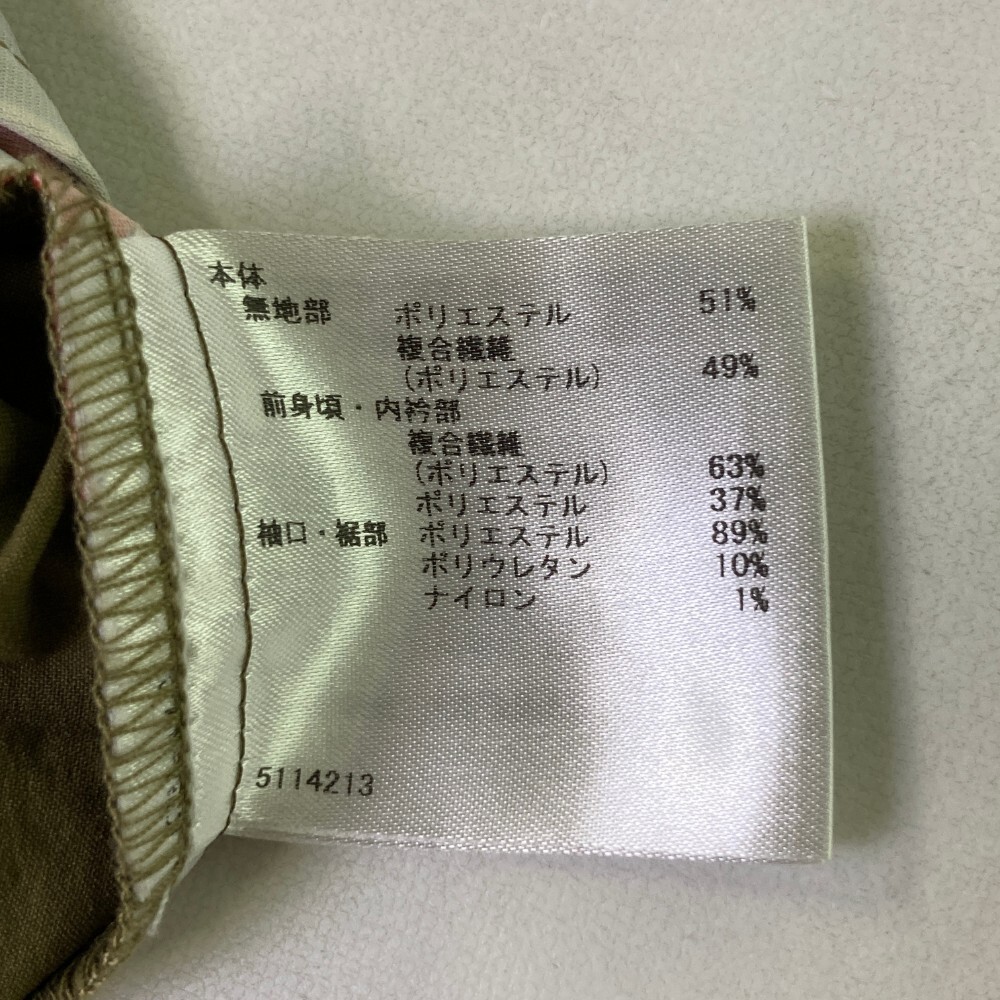 本体
無地部 ポリエステル 51%
複合繊維
(ポリエステル) 49%
前身頃・内衿部
複合繊維
(ポリエステル) 63%
ポリエステル 37%
袖口・裾部 ポリエステル 89%
ポリウレタン 10%
ナイロン 1%
5114213